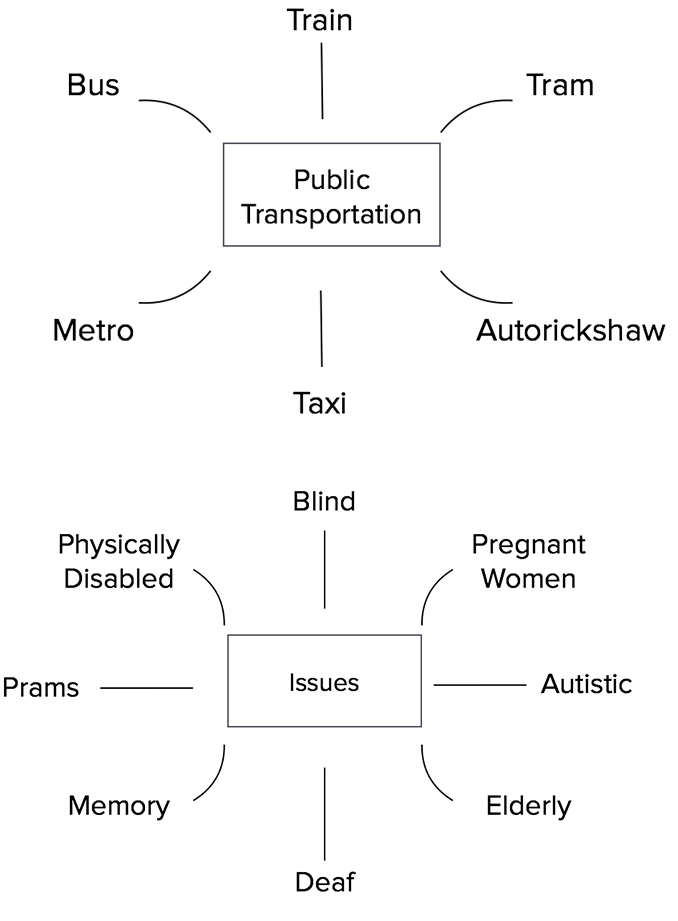 Train
Bus
Tram
Public
Transportation
Metro
Autorickshaw
Taxi
Blind
Physically
Disabled
Pregnant
Women
Prams
Issues
Autistic
Memory
Elderly
Deaf